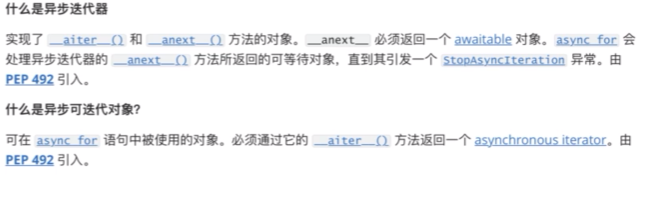 什么是异步迭代器
实现了 __aiter__() 和 __anext__() 方法的对象。__anext__ 必须返回一个 awaitable 对象。async for 会
处理异步迭代器的 __anext__() 方法所返回的可等待对象，直到其引发一个 StopAsyncIteration 异常。由
PEP 492 引入。
什么是异步可迭代对象?
可在 async for 语句中被使用的对象。必须通过它的 __aiter__() 方法返回一个 asynchronous iterator。由
PEP 492 引入。